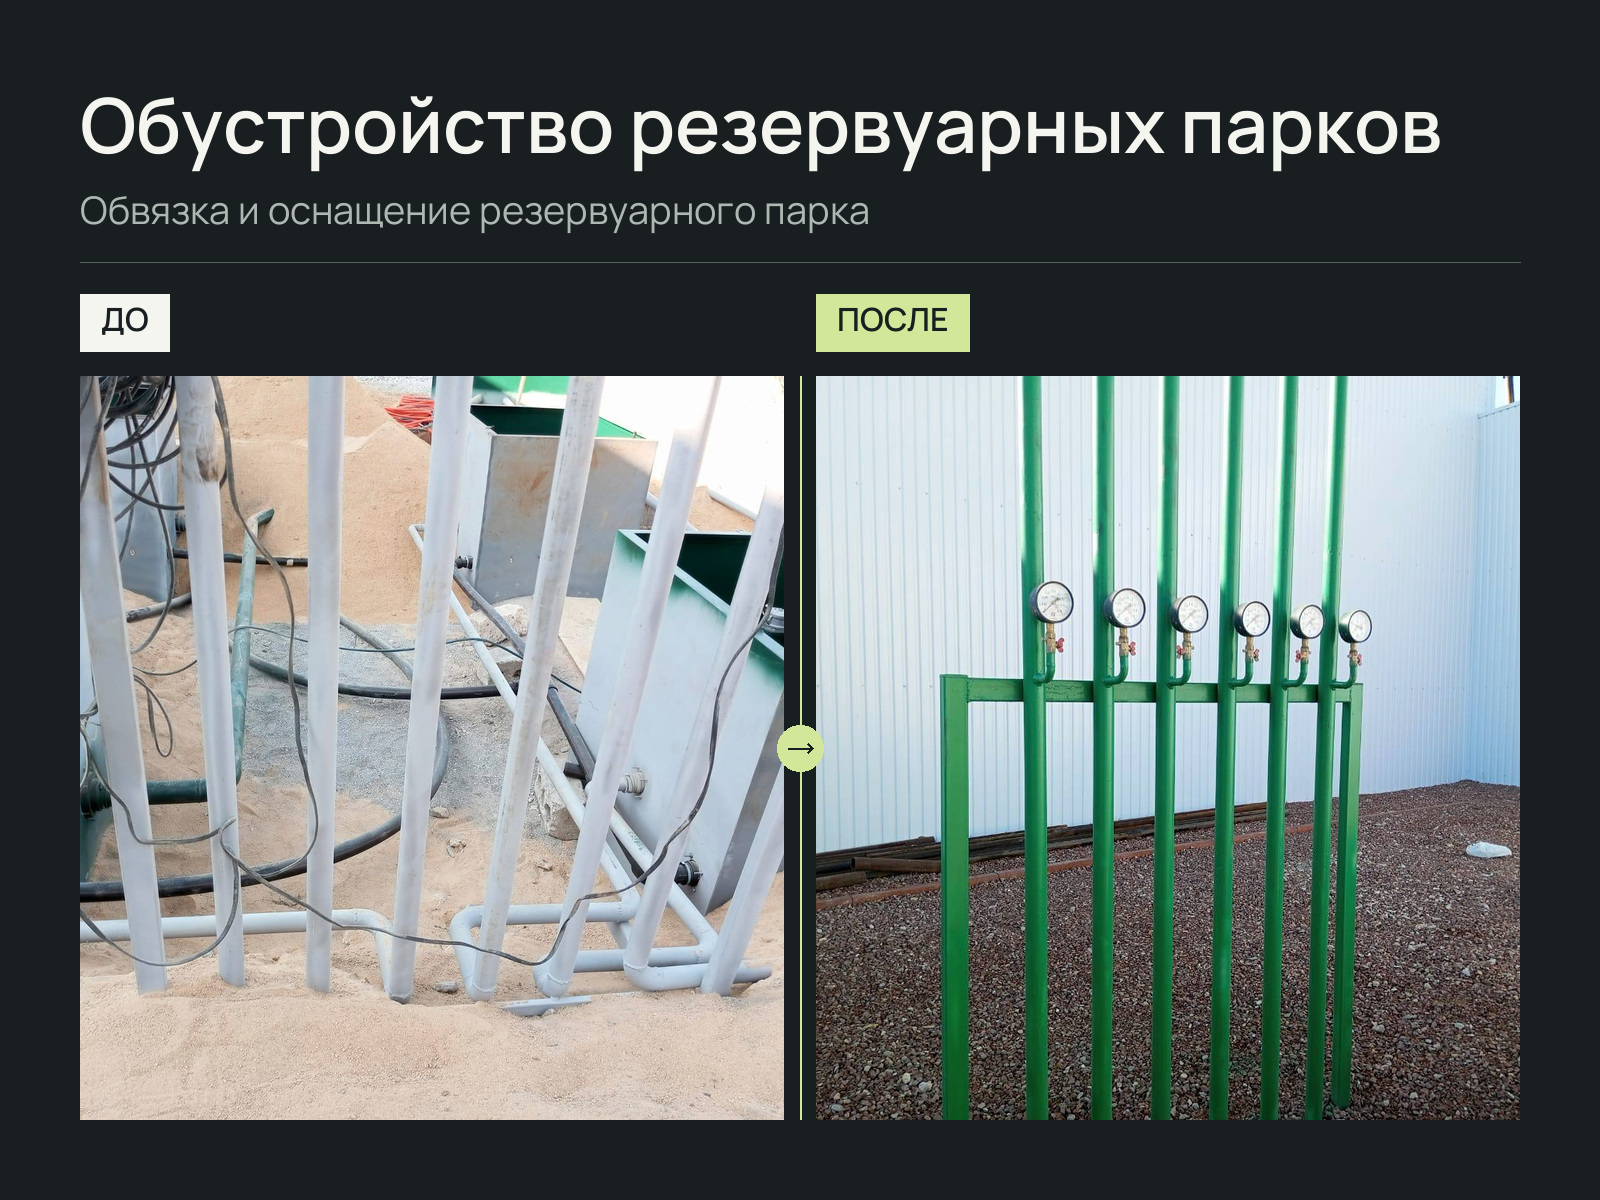 Обустройство резервуарных парков
Обвязка и оснащение резервуарного парка
ДО
ПОСЛЕ